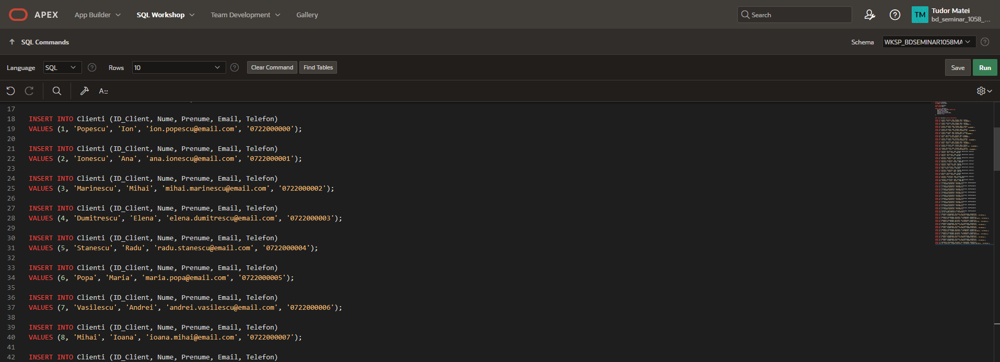 APEX App Builder SQL Workshop Team Development Gallery Search TM Tudor Matei
bd_seminar_1058_...
SQL Commands Schema WKSP_BDSEMINAR1058MA
Language SQL Rows 10 Clear Command Find Tables Save Run
A::
17
18 INSERT INTO Clienti (ID_Client, Nume, Prenume, Email, Telefon)
19 VALUES (1, 'Popescu', 'Ion', 'ion.popescu@email.com', '0722000000');
20
21 INSERT INTO Clienti (ID_Client, Nume, Prenume, Email, Telefon)
22 VALUES (2, 'Ionescu', 'Ana', 'ana.ionescu@email.com', '0722000001');
23
24 INSERT INTO Clienti (ID_Client, Nume, Prenume, Email, Telefon)
25 VALUES (3, 'Marinescu', 'Mihai', 'mihai.marinescu@email.com', '0722000002');
26
27 INSERT INTO Clienti (ID_Client, Nume, Prenume, Email, Telefon)
28 VALUES (4, 'Dumitrescu', 'Elena', 'elena.dumitrescu@email.com', '0722000003');
29
30 INSERT INTO Clienti (ID_Client, Nume, Prenume, Email, Telefon)
31 VALUES (5, 'Stanescu', 'Radu', 'radu.stanescu@email.com', '0722000004');
32
33 INSERT INTO Clienti (ID_Client, Nume, Prenume, Email, Telefon)
34 VALUES (6, 'Popa', 'Maria', 'maria.popa@email.com', '0722000005');
35
36 INSERT INTO Clienti (ID_Client, Nume, Prenume, Email, Telefon)
37 VALUES (7, 'Vasilescu', 'Andrei', 'andrei.vasilescu@email.com', '0722000006');
38
39 INSERT INTO Clienti (ID_Client, Nume, Prenume, Email, Telefon)
40 VALUES (8, 'Mihai', 'Ioana', 'ioana.mihai@email.com', '0722000007');
41
42 INSERT INTO Clienti (ID_Client, Nume, Prenume, Email, Telefon)